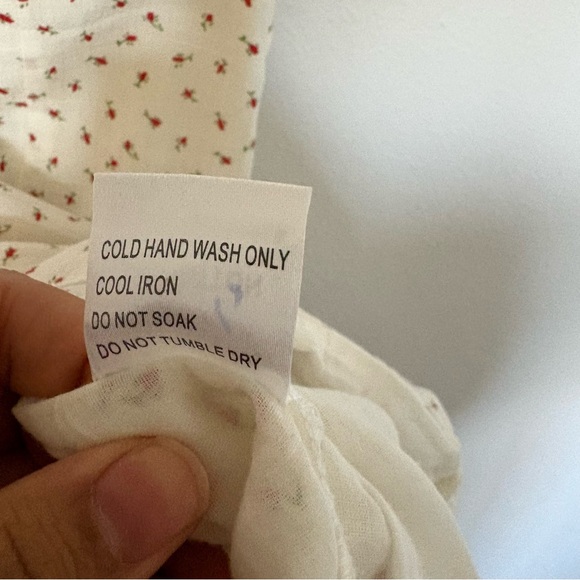 COLD HAND WASH ONLY
COOL IRON
DO NOT SOAK
DO NOT TUMBLE DRY